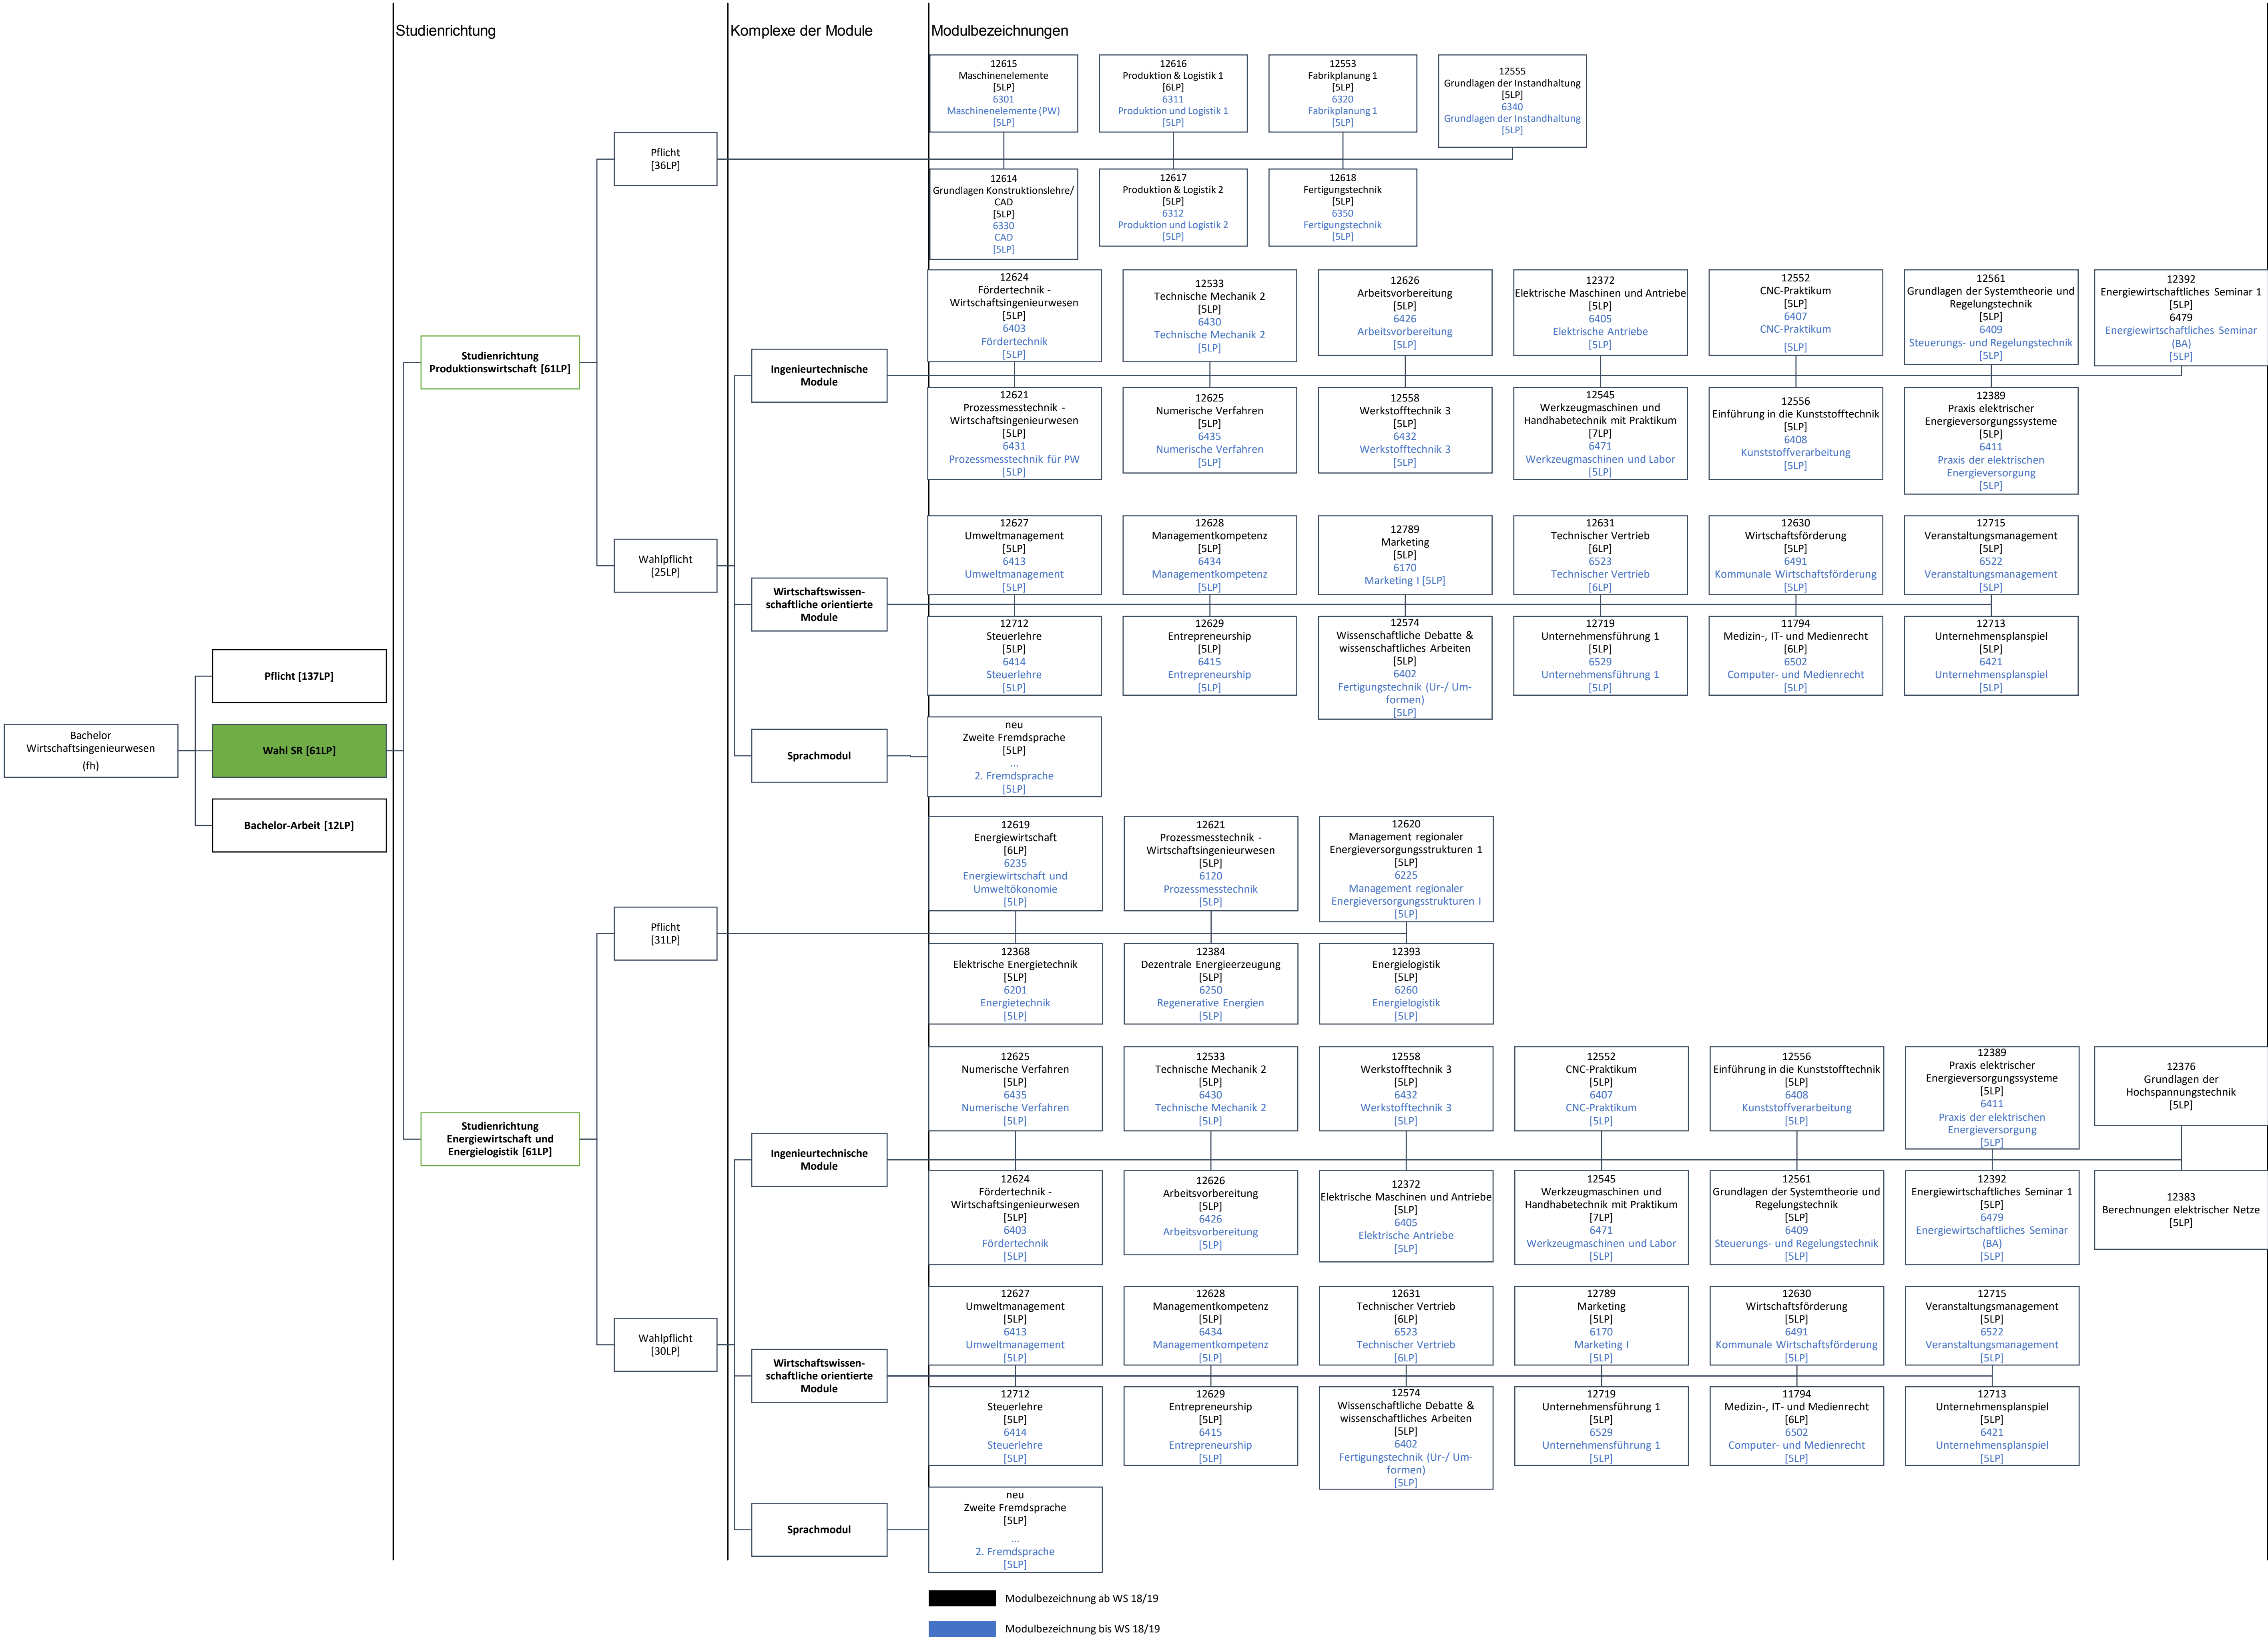 Studienrichtung
Komplexe der Module
Modulbezeichnungen
12615
Maschinenelemente
[5LP]
6301
Maschinenelemente (PW)
[5LP]
12616
Produktion & Logistik 1
[6LP]
6311
Produktion und Logistik 1
[5LP]
12553
Fabrikplanung 1
[5LP]
6320
Fabrikplanung 1
[5LP]
12555
Grundlagen der Instandhaltung
[5LP]
6340
Grundlagen der Instandhaltung
[5LP]
Pflicht
[36LP]
12614
Grundlagen Konstruktionslehre/
CAD
[5LP]
6330
CAD
[5LP]
12617
Produktion & Logistik 2
[5LP]
6312
Produktion und Logistik 2
[5LP]
12618
Fertigungstechnik
[5LP]
6350
Fertigungstechnik
[5LP]
12624
Fördertechnik -
Wirtschaftsingenieurwesen
[5LP]
6403
Fördertechnik
[5LP]
12533
Technische Mechanik 2
[5LP]
6430
Technische Mechanik 2
[5LP]
12626
Arbeitsvorbereitung
[5LP]
6426
Arbeitsvorbereitung
[5LP]
12372
Elektrische Maschinen und Antriebe
[5LP]
6405
Elektrische Antriebe
[5LP]
12552
CNC-Praktikum
[5LP]
6407
CNC-Praktikum
[5LP]
12561
Grundlagen der Systemtheorie und
Regelungstechnik
[5LP]
6409
Steuerungs- und Regelungstechnik
[5LP]
12392
Energiewirtschaftliches Seminar 1
[5LP]
6479
Energiewirtschaftliches Seminar
(BA)
[5LP]
Studienrichtung
Produktionswirtschaft [61LP]
Ingenieurtechnische
Module
12621
Prozessmesstechnik -
Wirtschaftsingenieurwesen
[5LP]
6431
Prozessmesstechnik für PW
[5LP]
12625
Numerische Verfahren
[5LP]
6435
Numerische Verfahren
[5LP]
12558
Werkstofftechnik 3
[5LP]
6432
Werkstofftechnik 3
[5LP]
12545
Werkzeugmaschinen und
Handhabetechnik mit Praktikum
[7LP]
6471
Werkzeugmaschinen und Labor
[5LP]
12556
Einführung in die Kunststofftechnik
[5LP]
6408
Kunststoffverarbeitung
[5LP]
12389
Praxis elektrischer
Energieversorgungssysteme
[5LP]
6411
Praxis der elektrischen
Energieversorgung
[5LP]
Wahlpflicht
[25LP]
12627
Umweltmanagement
[5LP]
6413
Umweltmanagement
[5LP]
12628
Managementkompetenz
[5LP]
6434
Managementkompetenz
[5LP]
12789
Marketing
[5LP]
6170
Marketing I [5LP]
12631
Technischer Vertrieb
[6LP]
6523
Technischer Vertrieb
[6LP]
12630
Wirtschaftsförderung
[5LP]
6491
Kommunale Wirtschaftsförderung
[5LP]
12715
Veranstaltungsmanagement
[5LP]
6522
Veranstaltungsmanagement
[5LP]
Wirtschaftswissen-
schaftliche orientierte
Module
12712
Steuerlehre
[5LP]
6414
Steuerlehre
[5LP]
12629
Entrepreneurship
[5LP]
6415
Entrepreneurship
[5LP]
12574
Wissenschaftliche Debatte &
wissenschaftliches Arbeiten
[5LP]
6402
Fertigungstechnik (Ur-/ Um-
formen)
[5LP]
12719
Unternehmensführung 1
[5LP]
6529
Unternehmensführung 1
[5LP]
11794
Medizin-, IT- und Medienrecht
[6LP]
6502
Computer- und Medienrecht
[5LP]
12713
Unternehmensplanspiel
[5LP]
6421
Unternehmensplanspiel
[5LP]
Pflicht [137LP]
Bachelor
Wirtschaftsingenieurwesen
(fh)
Wahl SR [61LP]
Bachelor-Arbeit [12LP]
Sprachmodul
neu
Zweite Fremdsprache
[5LP]
...
2. Fremdsprache
[5LP]
12619
Energiewirtschaft
[6LP]
6235
Energiewirtschaft und
Umweltökonomie
[5LP]
12621
Prozessmesstechnik -
Wirtschaftsingenieurwesen
[5LP]
6120
Prozessmesstechnik
[5LP]
12620
Management regionaler
Energieversorgungsstrukturen 1
[5LP]
6225
Management regionaler
Energieversorgungsstrukturen I
[5LP]
Pflicht
[31LP]
12368
Elektrische Energietechnik
[5LP]
6201
Energietechnik
[5LP]
12384
Dezentrale Energieerzeugung
[5LP]
6250
Regenerative Energien
[5LP]
12393
Energielogistik
[5LP]
6260
Energielogistik
[5LP]
12625
Numerische Verfahren
[5LP]
6435
Numerische Verfahren
[5LP]
12533
Technische Mechanik 2
[5LP]
6430
Technische Mechanik 2
[5LP]
12558
Werkstofftechnik 3
[5LP]
6432
Werkstofftechnik 3
[5LP]
12552
CNC-Praktikum
[5LP]
6407
CNC-Praktikum
[5LP]
12556
Einführung in die Kunststofftechnik
[5LP]
6408
Kunststoffverarbeitung
[5LP]
12389
Praxis elektrischer
Energieversorgungssysteme
[5LP]
6411
Praxis der elektrischen
Energieversorgung
[5LP]
12376
Grundlagen der
Hochspannungstechnik
[5LP]
Studienrichtung
Energiewirtschaft und
Energielogistik [61LP]
Ingenieurtechnische
Module
12624
Fördertechnik -
Wirtschaftsingenieurwesen
[5LP]
6403
Fördertechnik
[5LP]
12626
Arbeitsvorbereitung
[5LP]
6426
Arbeitsvorbereitung
[5LP]
12372
Elektrische Maschinen und Antriebe
[5LP]
6405
Elektrische Antriebe
[5LP]
12545
Werkzeugmaschinen und
Handhabetechnik mit Praktikum
[7LP]
6471
Werkzeugmaschinen und Labor
[5LP]
12561
Grundlagen der Systemtheorie und
Regelungstechnik
[5LP]
6409
Steuerungs- und Regelungstechnik
[5LP]
12392
Energiewirtschaftliches Seminar 1
[5LP]
6479
Energiewirtschaftliches Seminar
(BA)
[5LP]
12383
Berechnungen elektrischer Netze
[5LP]
Wahlpflicht
[30LP]
12627
Umweltmanagement
[5LP]
6413
Umweltmanagement
[5LP]
12628
Managementkompetenz
[5LP]
6434
Managementkompetenz
[5LP]
12631
Technischer Vertrieb
[6LP]
6523
Technischer Vertrieb
[6LP]
12789
Marketing
[5LP]
6170
Marketing I
[5LP]
12630
Wirtschaftsförderung
[5LP]
6491
Kommunale Wirtschaftsförderung
[5LP]
12715
Veranstaltungsmanagement
[5LP]
6522
Veranstaltungsmanagement
[5LP]
Wirtschaftswissen-
schaftliche orientierte
Module
12712
Steuerlehre
[5LP]
6414
Steuerlehre
[5LP]
12629
Entrepreneurship
[5LP]
6415
Entrepreneurship
[5LP]
12574
Wissenschaftliche Debatte &
wissenschaftliches Arbeiten
[5LP]
6402
Fertigungstechnik (Ur-/ Um-
formen)
[5LP]
12719
Unternehmensführung 1
[5LP]
6529
Unternehmensführung 1
[5LP]
11794
Medizin-, IT- und Medienrecht
[6LP]
6502
Computer- und Medienrecht
[5LP]
12713
Unternehmensplanspiel
[5LP]
6421
Unternehmensplanspiel
[5LP]
Sprachmodul
neu
Zweite Fremdsprache
[5LP]
...
2. Fremdsprache
[5LP]
Modulbezeichnung ab WS 18/19
Modulbezeichnung bis WS 18/19